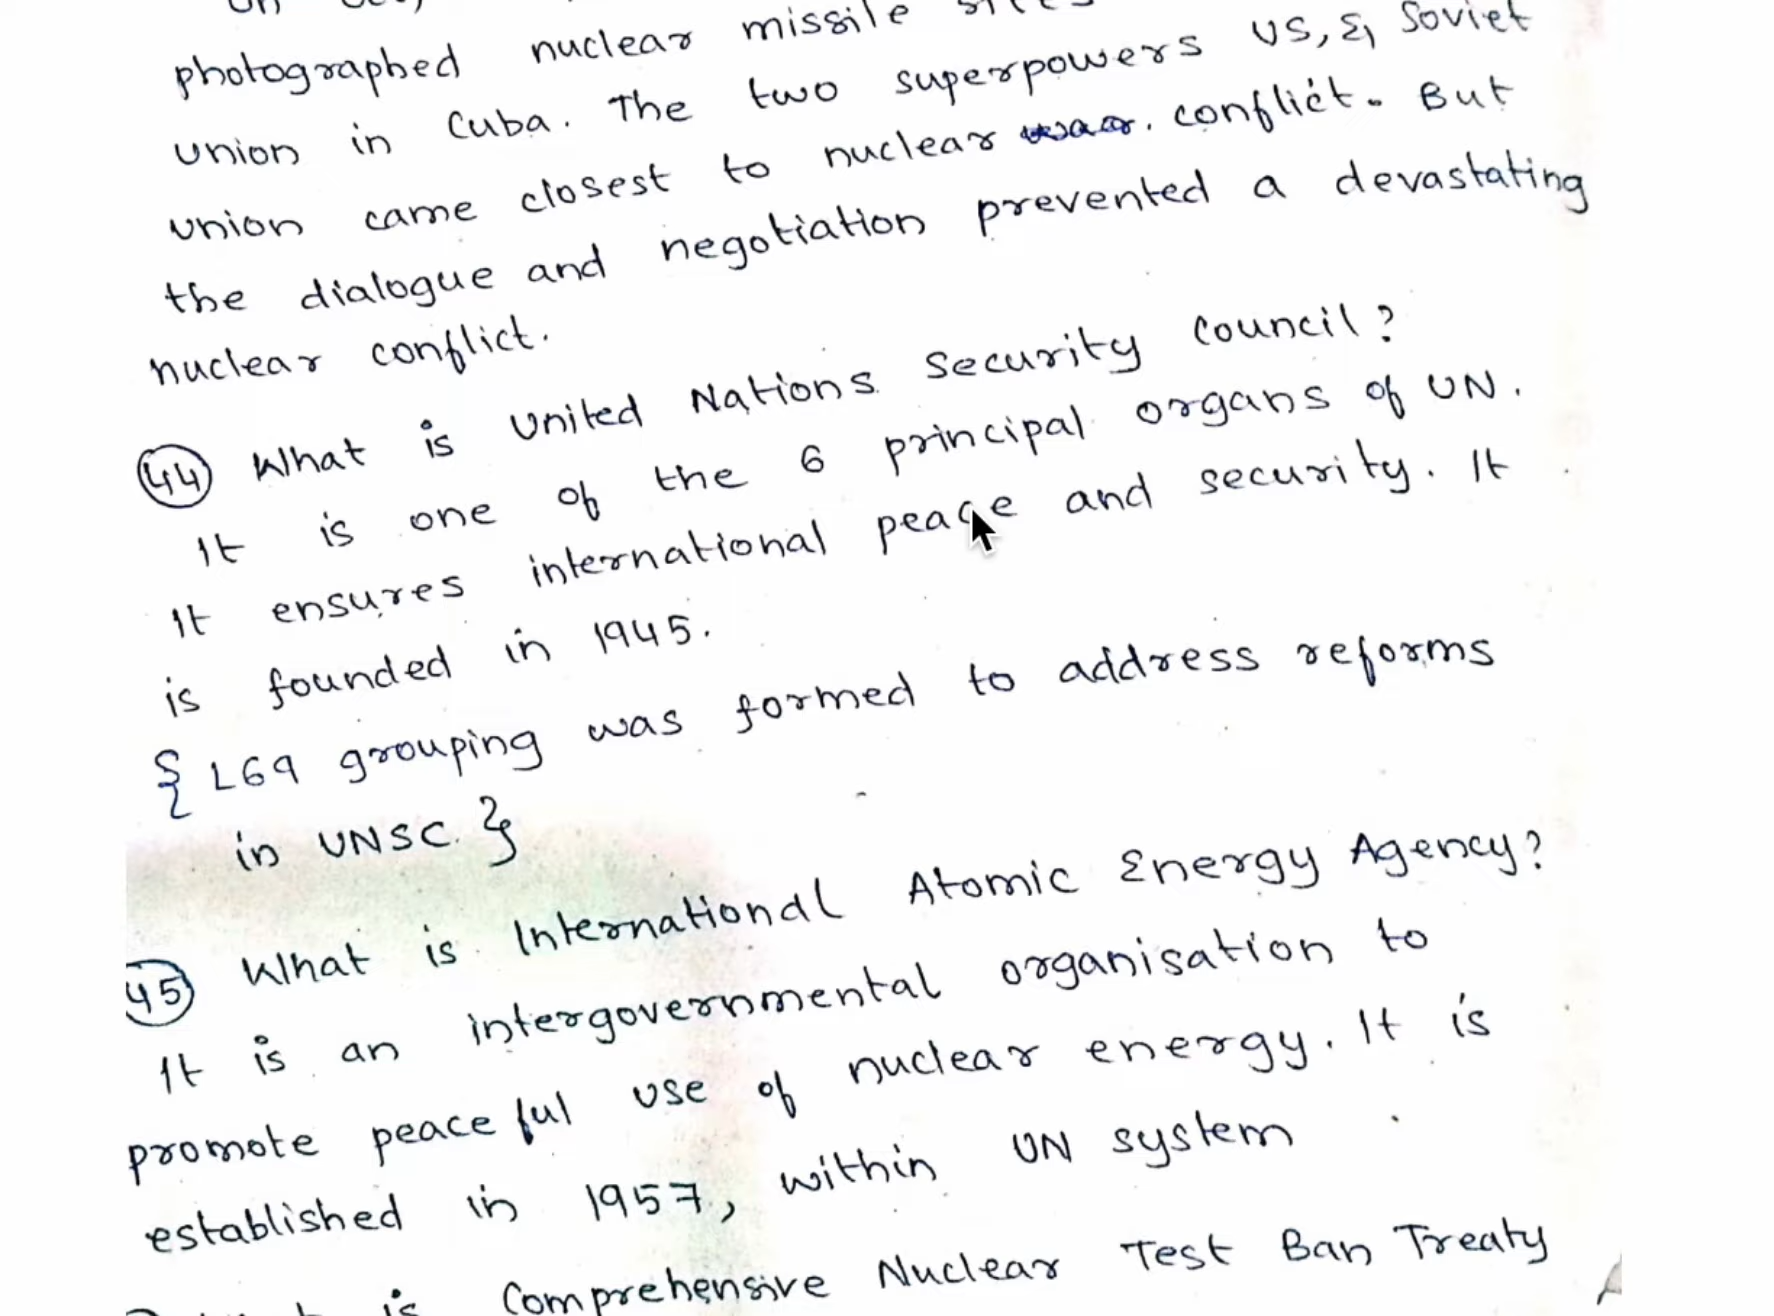 photographed nuclear missile
union in Cuba. The two superpowers US, & Soviet
union came closest to nuclear conflict. But
the dialogue and negotiation prevented a devastating
nuclear conflict.
44 What is United Nations Security Council?
It is one of the 6 principal organs of UN.
It ensures international peace and security. It
is founded in 1945.
{ L69 grouping was formed to address reforms
in UNSC. }
45 What is International Atomic Energy Agency?
It is an intergovernmental organisation to
promote peaceful use of nuclear energy. It is
established in 1957, within UN system
is Comprehensive Nuclear Test Ban Treaty